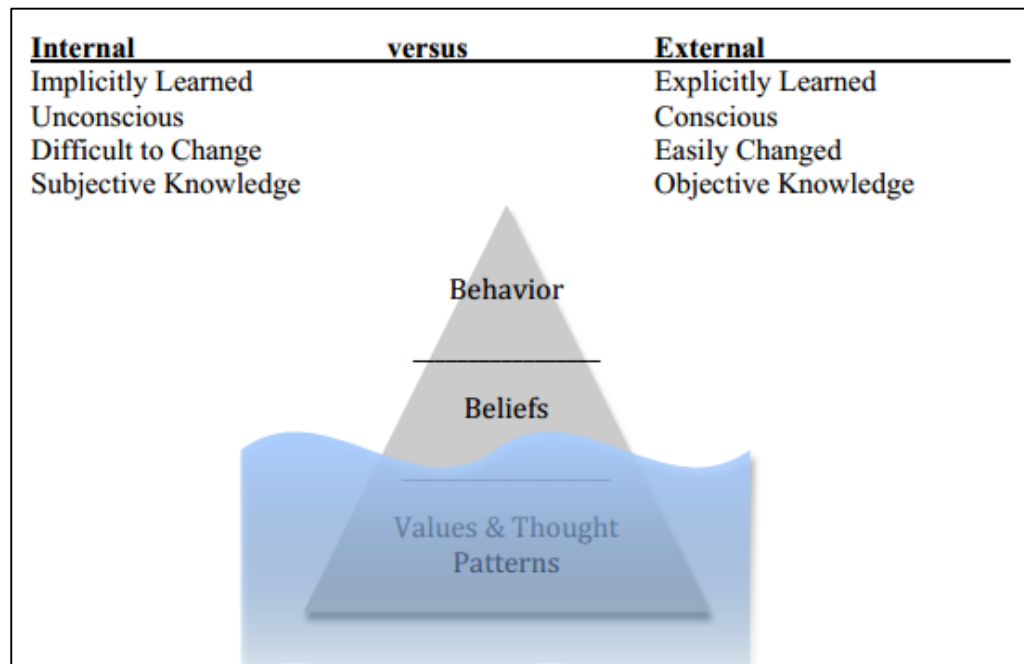 Internal versus External
Implicitly Learned Explicitly Learned
Unconscious Conscious
Difficult to Change Easily Changed
Subjective Knowledge Objective Knowledge
Behavior
Beliefs
Values & Thought
Patterns